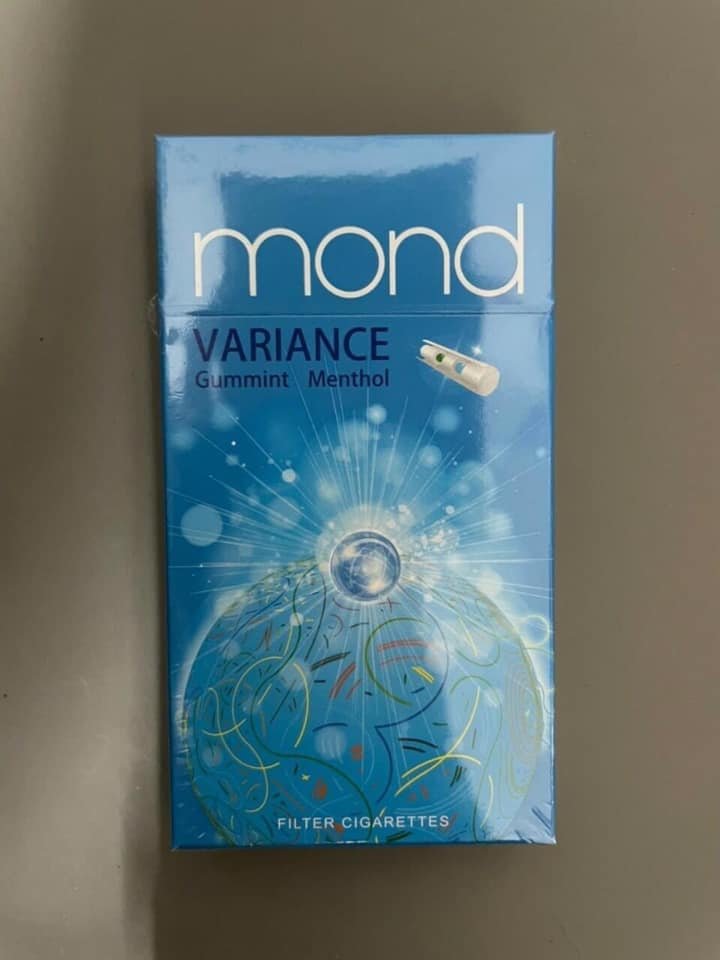 mond
VARIANCE
Gummint Menthol
FILTER CIGARETTES